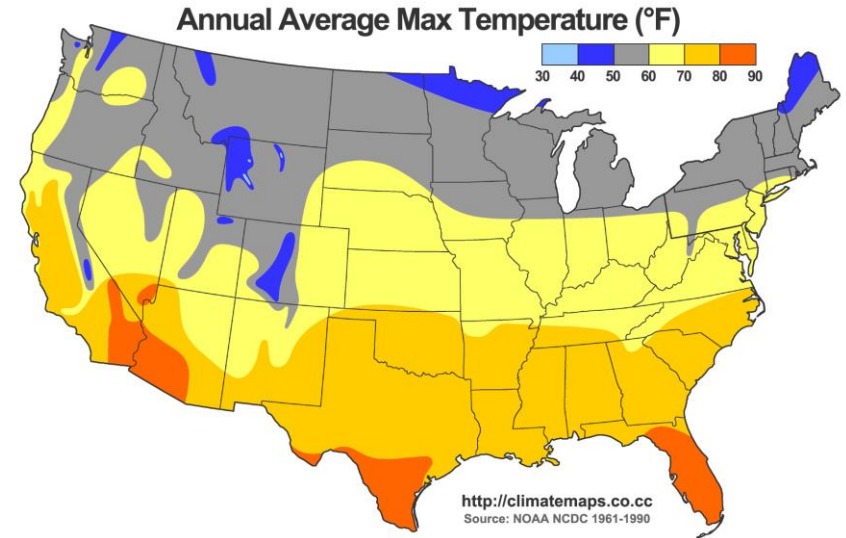 Annual Average Max Temperature (°F)
30 40 50 60 70 80 90
http://climatemaps.co.cc
Source: NOAA NCDC 1961-1990